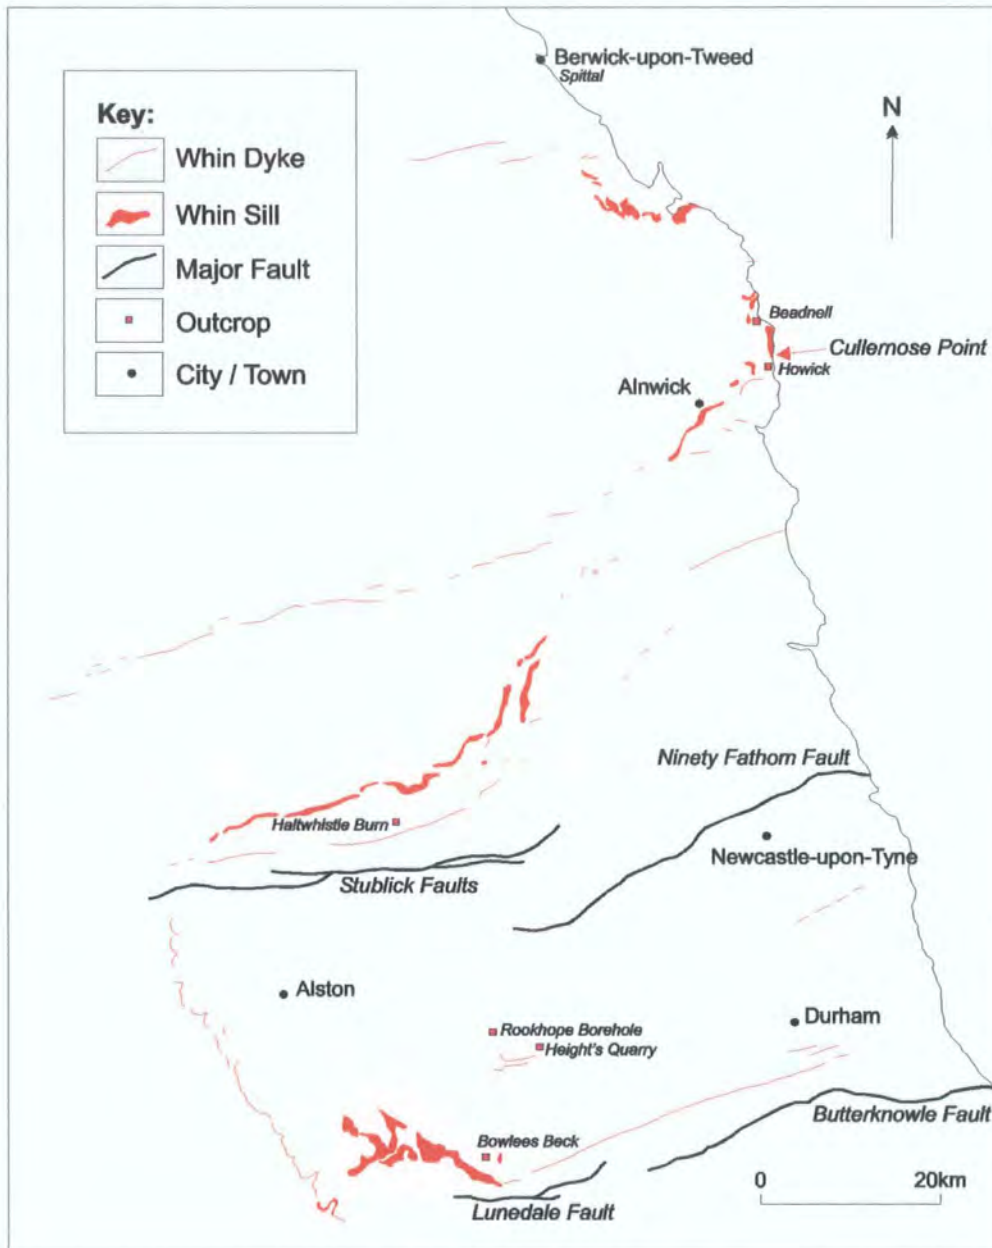 Berwick-upon-Tweed
Spittal
Key:
Whin Dyke
Whin Sill
Major Fault
Outcrop
City / Town
N
Beadnell
Cullernose Point
Howick
Alnwick
Ninety Fathom Fault
Haltwhistle Burn
Newcastle-upon-Tyne
Stublick Faults
Alston
Rookhope Borehole
Durham
Height's Quarry
Butterknowle Fault
Bowlees Beck
0 20km
Lunedale Fault